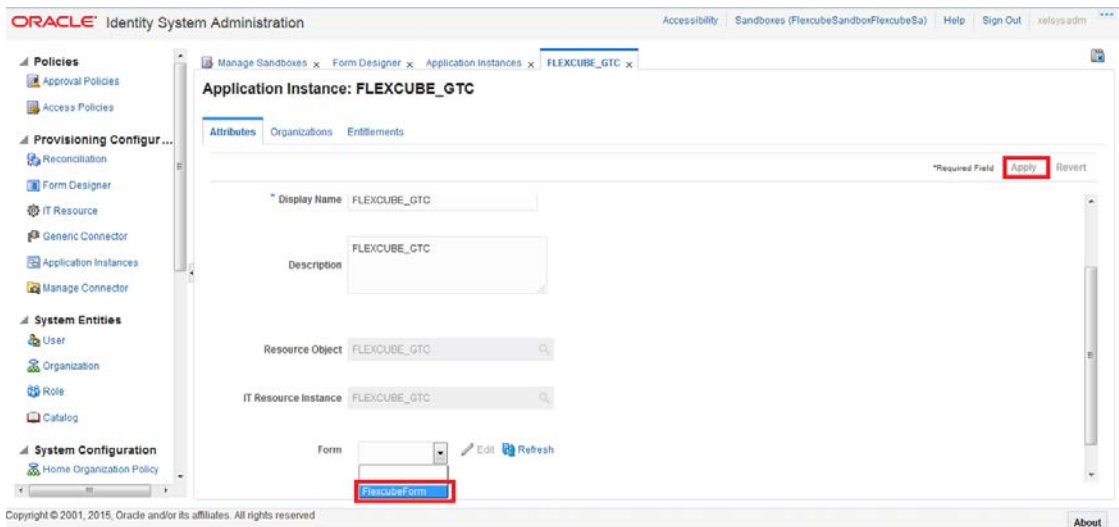 ORACLE® Identity System Administration
Accessibility Sandboxes (FlexcubeSandboxFlexcubeSa) Help Sign Out xelsysadm
Policies
Approval Policies
Access Policies
Provisioning Configur...
Reconciliation
Form Designer
IT Resource
Generic Connector
Application Instances
Manage Connector
System Entities
User
Organization
Role
Catalog
System Configuration
Home Organization Policy
Manage Sandboxes x Form Designer x Application Instances x FLEXCUBE_GTC x
Application Instance: FLEXCUBE_GTC
Attributes Organizations Entitlements
*Required Field Apply Revert
* Display Name FLEXCUBE_GTC
Description FLEXCUBE_GTC
Resource Object FLEXCUBE_GTC
IT Resource Instance FLEXCUBE_GTC
Form Edit Refresh
FlexcubeForm
Copyright © 2001, 2015, Oracle and/or its affiliates. All rights reserved
About